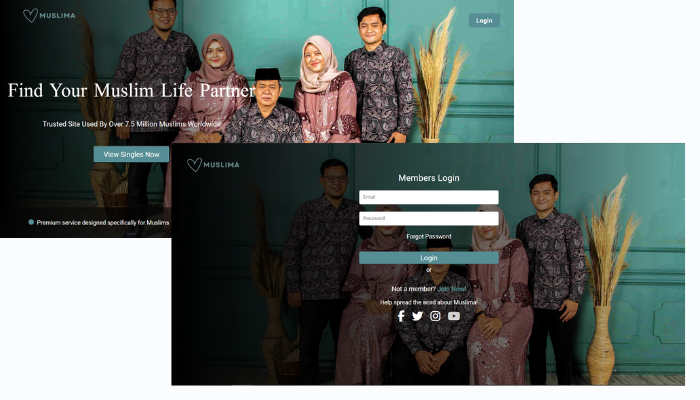 MUSLIMA
Login
Find Your Muslim Life Partner
Trusted Site Used By Over 7.5 Million Muslims Worldwide
View Singles Now
Premium service designed specifically for Muslims
MUSLIMA
Members Login
Email
Password
Forgot Password
Login
or
Not a member? Join Now!
Help spread the word about Muslima!